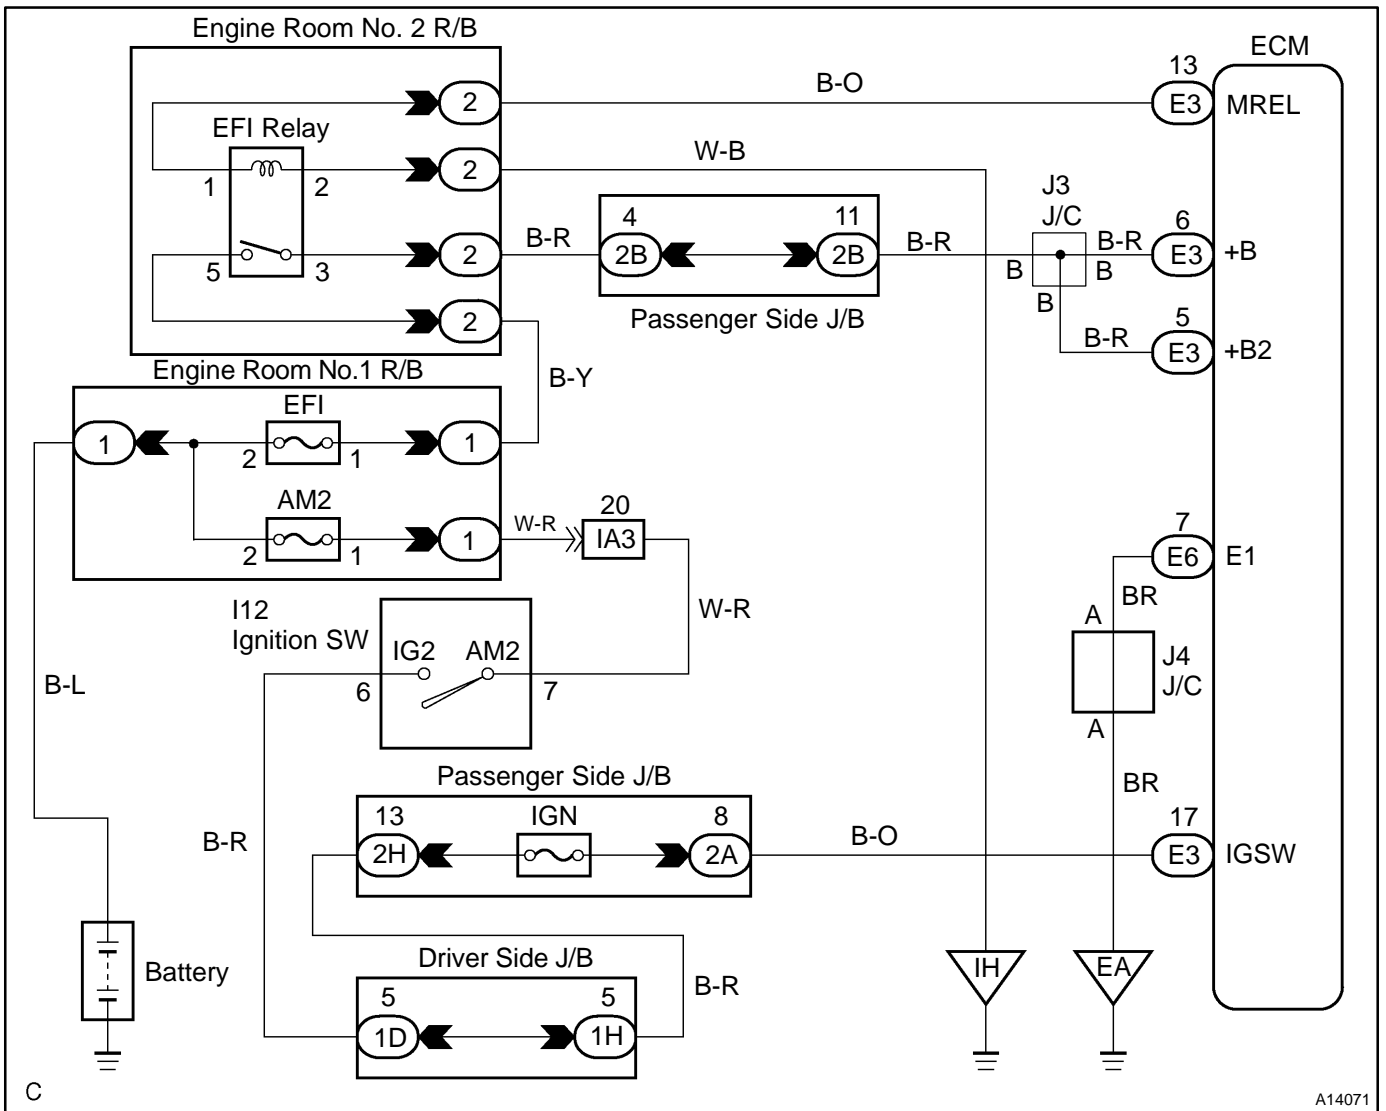 Engine Room No. 2 R/B
ECM
13
2
B-O
E3
MREL
EFI Relay
W-B
2
1
2
J3
J/C
4
11
6
B-R
B-R
B-R
2
2B
2B
E3
+B
5
3
B
B
B
5
2
Passenger Side J/B
B-R
E3
+B2
Engine Room No.1 R/B
B-Y
EFI
1
1
2
1
AM2
20
W-R
7
1
IA3
2
1
E6
E1
BR
I12
Ignition SW
W-R
A
IG2
AM2
J4
J/C
B-L
6
7
A
Passenger Side J/B
BR
13
IGN
8
17
B-R
B-O
2H
2A
E3
IGSW
Driver Side J/B
IH
EA
Battery
B-R
5
5
1D
1H
C
A14071